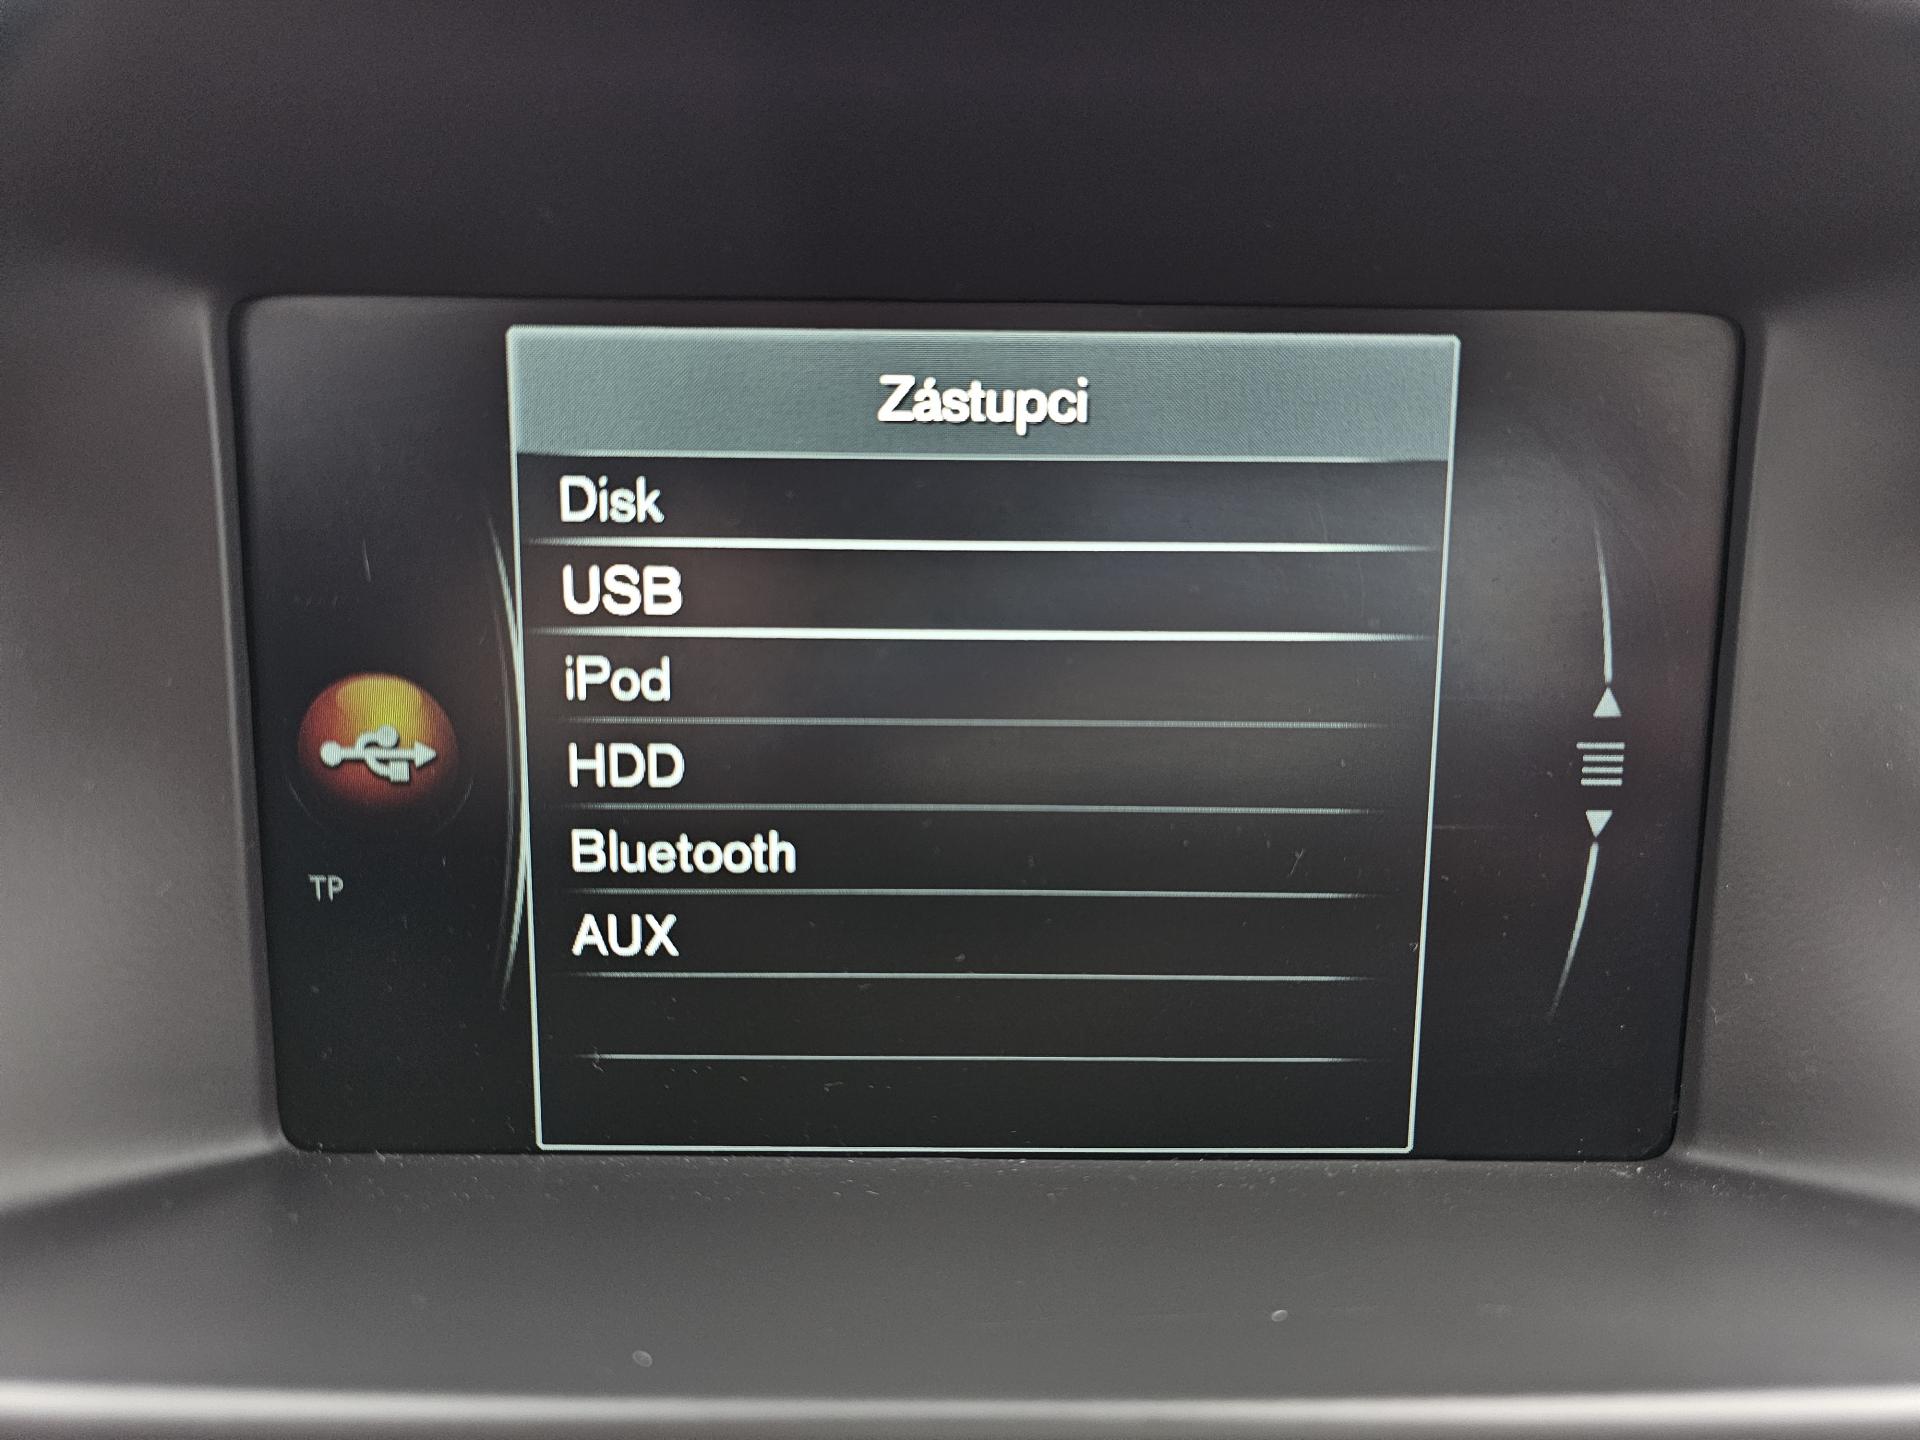 Zástupci
Disk
USB
iPod
HDD
Bluetooth
AUX
TP